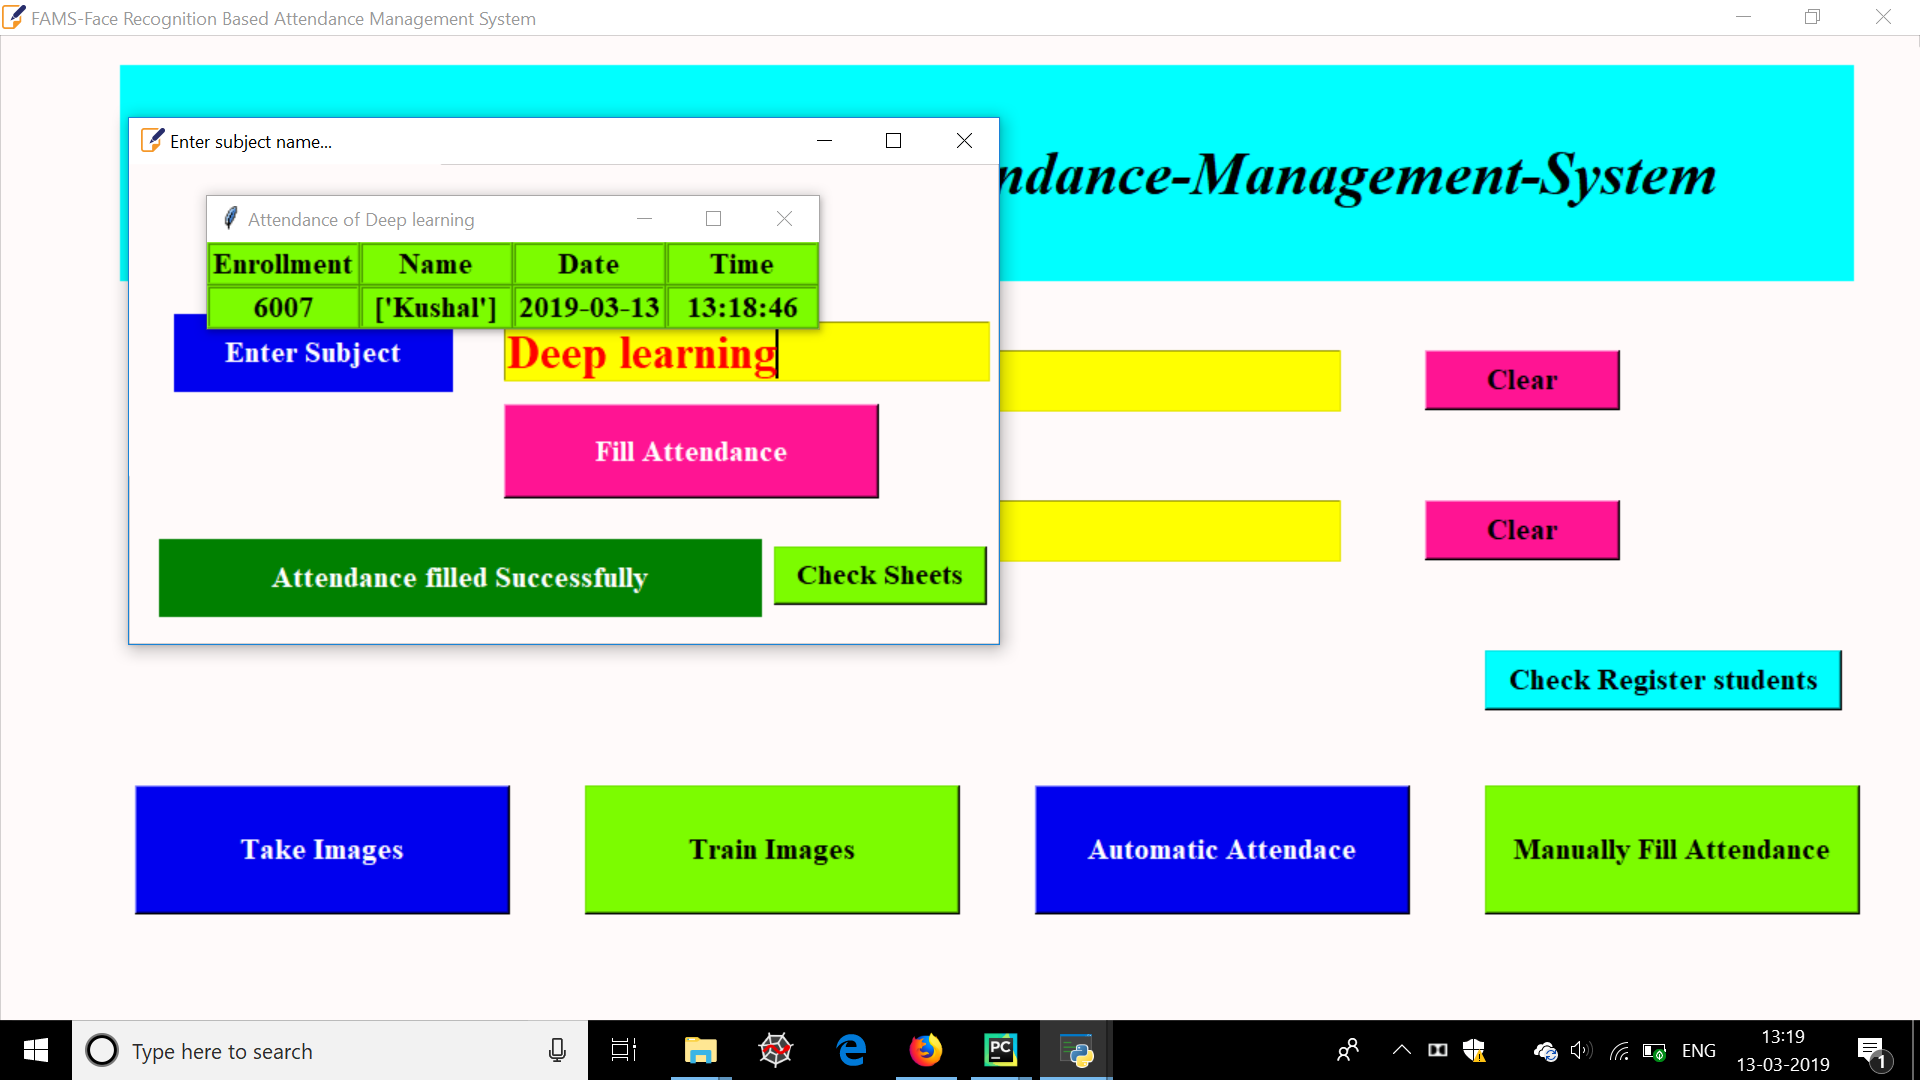 FAMS-Face Recognition Based Attendance Management System
ndance-Management-System
Enter subject name...
Attendance of Deep learning
Enrollment Name Date Time
6007 ['Kushal'] 2019-03-13 13:18:46
Enter Subject Deep learning
Clear
Fill Attendance
Clear
Attendance filled Successfully Check Sheets
Check Register students
Take Images Train Images Automatic Attendace Manually Fill Attendance
Type here to search
PC
ENG
13:19
13-03-2019
1